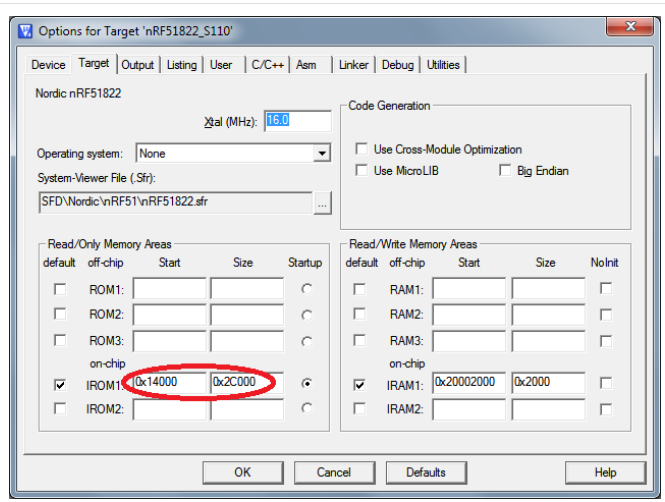 Options for Target 'nRF51822_S110'
Device Target Output Listing User C/C++ Asm Linker Debug Utilities
Nordic nRF51822
Xtal (MHz): 16.0
Operating system: None
System-Viewer File (.Sfr):
SFD\Nordic\nRF51\nRF51822.sfr ...
Code Generation
Use Cross-Module Optimization
Use MicroLIB Big Endian
Read/Only Memory Areas
default off-chip Start Size Startup
ROM1:
ROM2:
ROM3:
on-chip
IROM1: 0x14000 0x2C000
IROM2:
Read/Write Memory Areas
default off-chip Start Size NoInit
RAM1:
RAM2:
RAM3:
on-chip
IRAM1: 0x20002000 0x2000
IRAM2:
OK Cancel Defaults Help